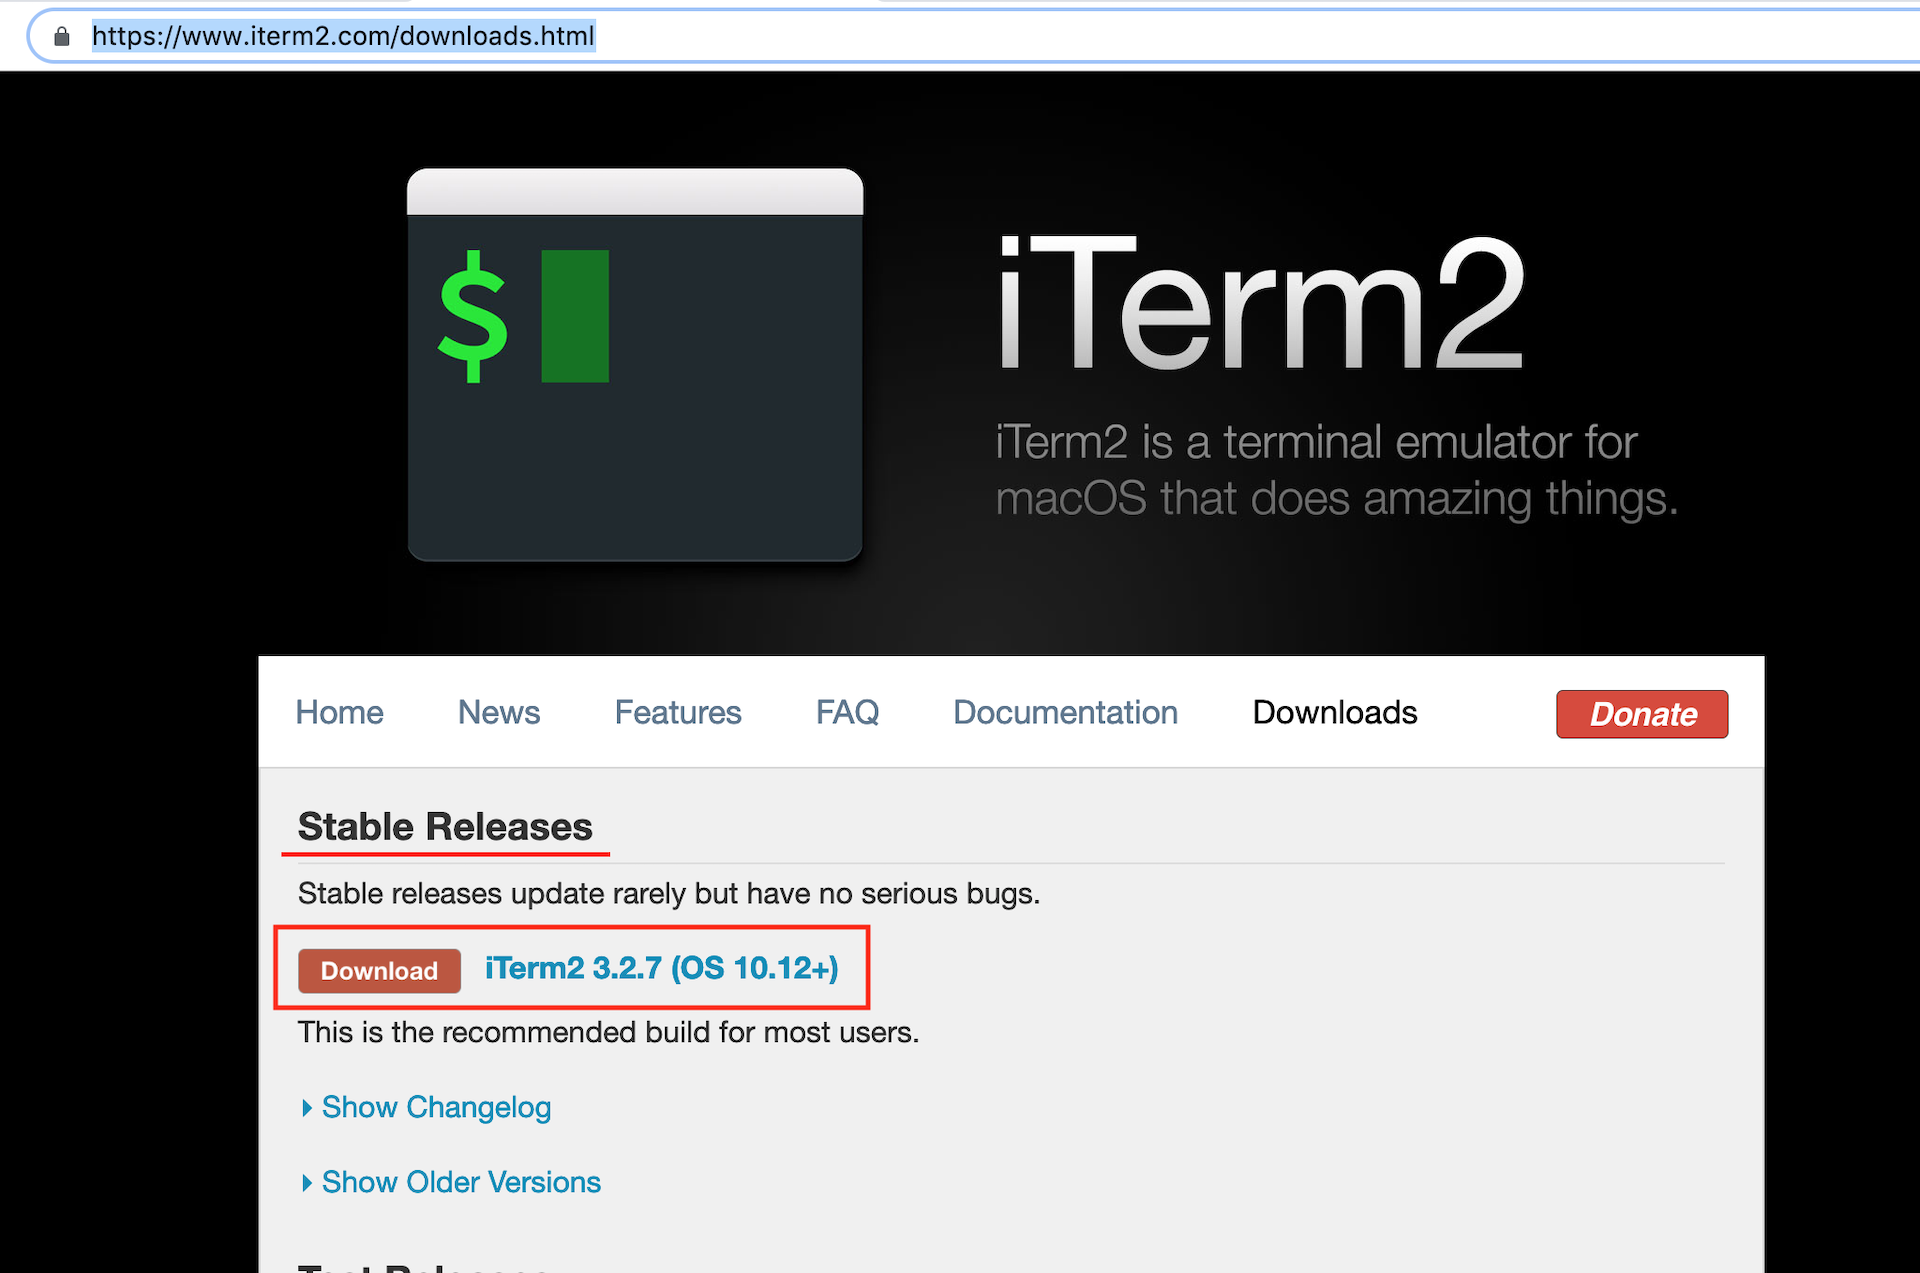 https://www.iterm2.com/downloads.html
$
iTerm2
iTerm2 is a terminal emulator for
macOS that does amazing things.
Home News Features FAQ Documentation Downloads Donate
Stable Releases
Stable releases update rarely but have no serious bugs.
Download iTerm2 3.2.7 (OS 10.12+)
This is the recommended build for most users.
Show Changelog
Show Older Versions
Test Releases